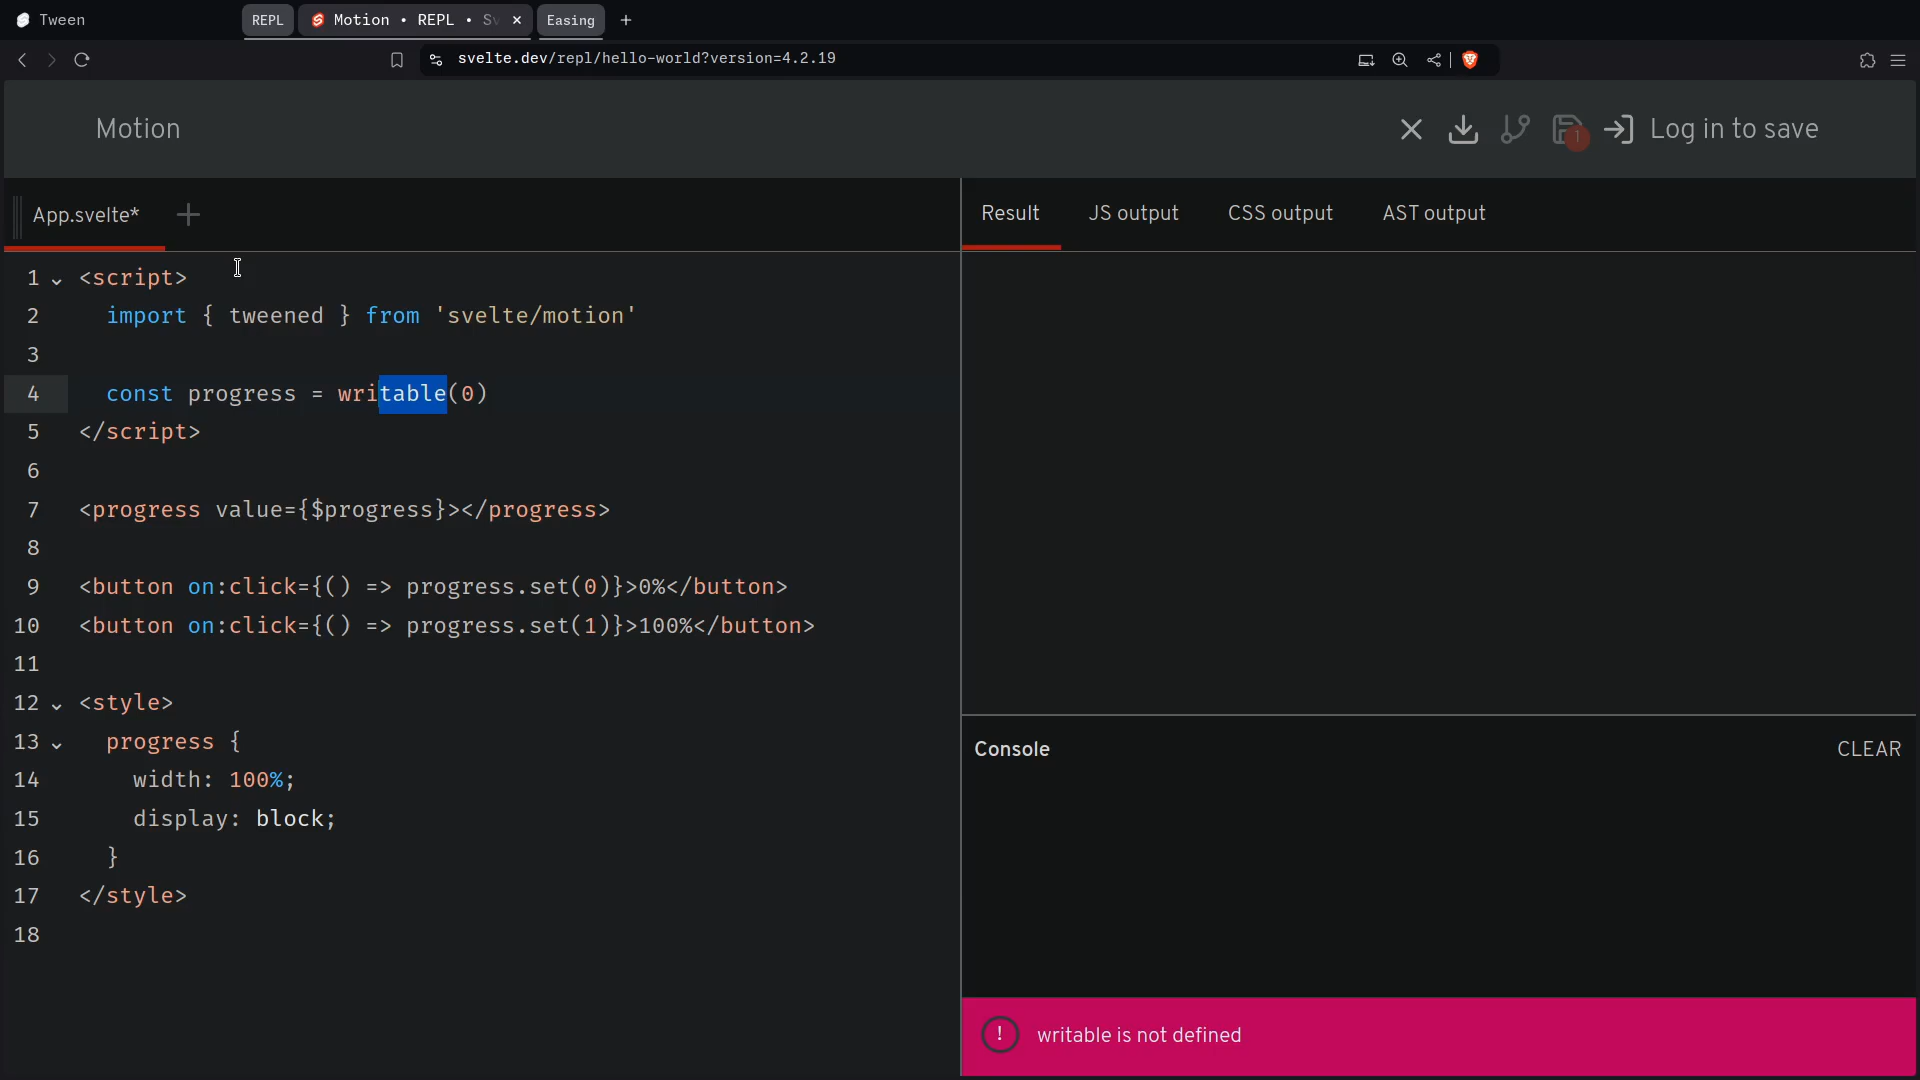 Tween
REPL
Motion • REPL •
Easing
svelte.dev/repl/hello-world?version=4.2.19
Motion
1
Log in to save
App.svelte*
Result JS output CSS output AST output
1 <script>
2 import { tweened } from 'svelte/motion'
3
4 const progress = writable(0)
5 </script>
6
7 <progress value={$progress}></progress>
8
9 <button on:click={() => progress.set(0)}>0%</button>
10 <button on:click={() => progress.set(1)}>100%</button>
11
12 <style>
13 progress {
14 width: 100%;
15 display: block;
16 }
17 </style>
18
Console
CLEAR
writable is not defined